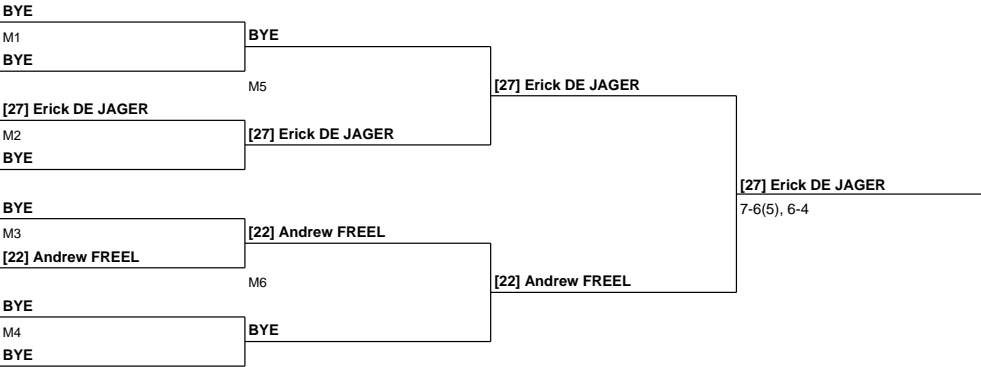 BYE
M1
BYE
BYE
M5
[27] Erick DE JAGER
[27] Erick DE JAGER
M2
[27] Erick DE JAGER
BYE
[27] Erick DE JAGER
7-6(5), 6-4
BYE
M3
[22] Andrew FREEL
[22] Andrew FREEL
M6
[22] Andrew FREEL
BYE
M4
BYE
BYE